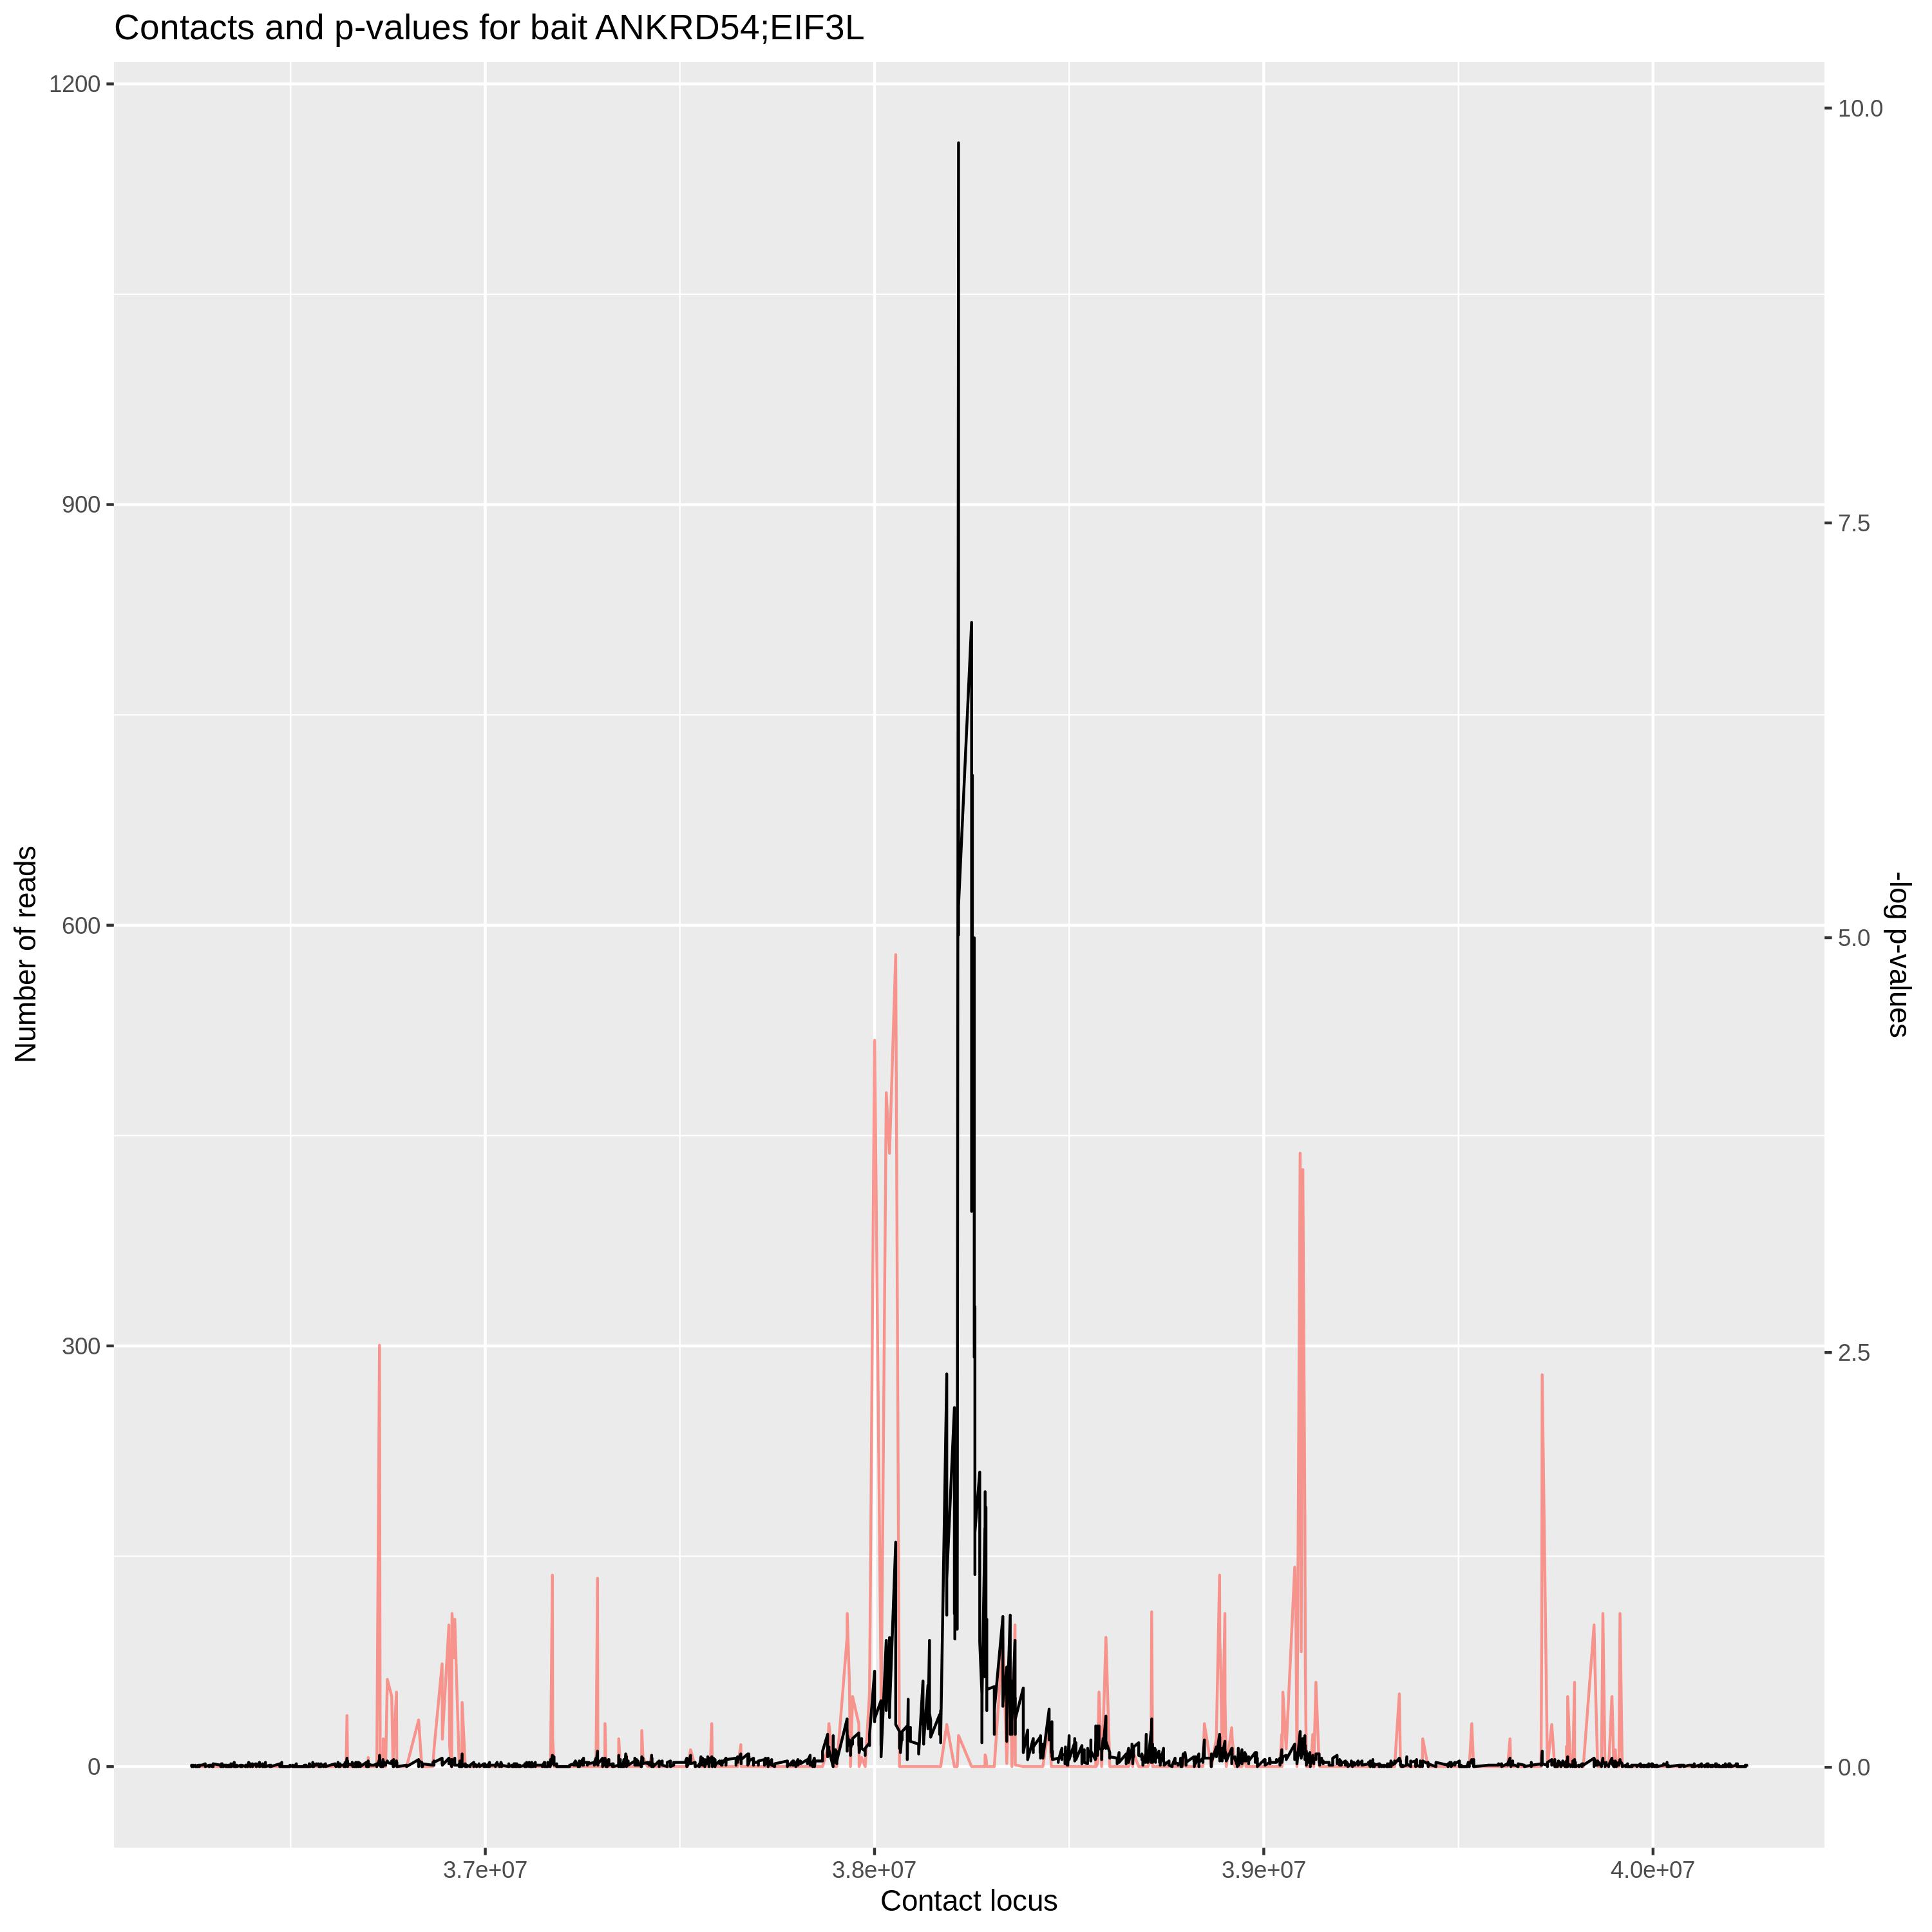 Contacts and p-values for bait ANKRD54;EIF3L
1200
900
600
300
0
Number of reads
10.0
7.5
5.0
2.5
0.0
-log p-values
3.7e+07
3.8e+07
3.9e+07
4.0e+07
Contact locus